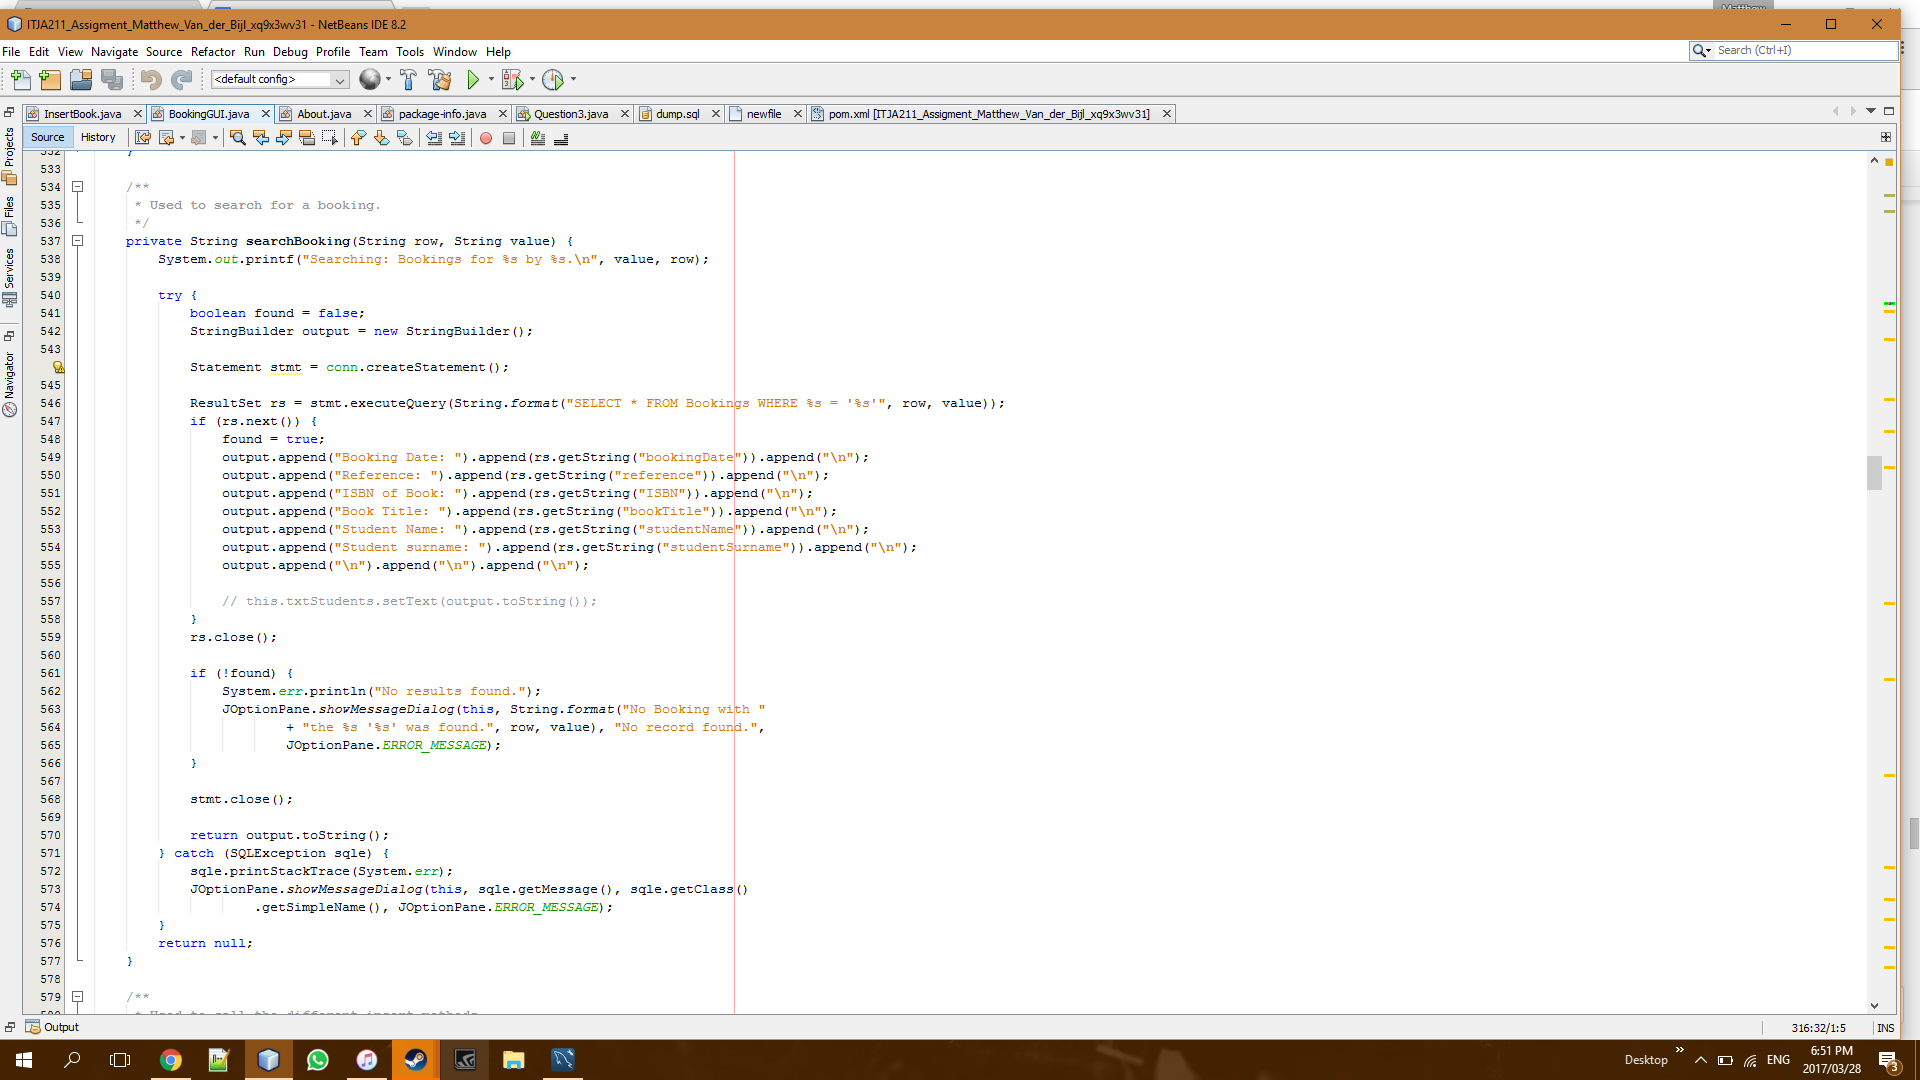 ITJA211_Assigment_Matthew_Van_der_Bijl_xq9x3wv31 - NetBeans IDE 8.2
File Edit View Navigate Source Refactor Run Debug Profile Team Tools Window Help
Search (Ctrl+I)
<default config>
InsertBook.java BookingGUI.java About.java package-info.java Question3.java dump.sql newfile pom.xml [ITJA211_Assigment_Matthew_Van_der_Bijl_xq9x3wv31]
Source History
Projects
Files
Services
Navigator
532 }
533
534 /**
535 * Used to search for a booking.
536 */
537 private String searchBooking(String row, String value) {
538 System.out.printf("Searching: Bookings for %s by %s.\n", value, row);
539
540 try {
541 boolean found = false;
542 StringBuilder output = new StringBuilder();
543
Statement stmt = conn.createStatement();
545
546 ResultSet rs = stmt.executeQuery(String.format("SELECT * FROM Bookings WHERE %s = '%s'", row, value));
547 if (rs.next()) {
548 found = true;
549 output.append("Booking Date: ").append(rs.getString("bookingDate")).append("\n");
550 output.append("Reference: ").append(rs.getString("reference")).append("\n");
551 output.append("ISBN of Book: ").append(rs.getString("ISBN")).append("\n");
552 output.append("Book Title: ").append(rs.getString("bookTitle")).append("\n");
553 output.append("Student Name: ").append(rs.getString("studentName")).append("\n");
554 output.append("Student surname: ").append(rs.getString("studentSurname")).append("\n");
555 output.append("\n").append("\n").append("\n");
556
557 // this.txtStudents.setText(output.toString());
558 }
559 rs.close();
560
561 if (!found) {
562 System.err.println("No results found.");
563 JOptionPane.showMessageDialog(this, String.format("No Booking with "
564 + "the %s '%s' was found.", row, value), "No record found.",
565 JOptionPane.ERROR_MESSAGE);
566 }
567
568 stmt.close();
569
570 return output.toString();
571 } catch (SQLException sqle) {
572 sqle.printStackTrace(System.err);
573 JOptionPane.showMessageDialog(this, sqle.getMessage(), sqle.getClass()
574 .getSimpleName(), JOptionPane.ERROR_MESSAGE);
575 }
576 return null;
577 }
578
579 /**
Output
316:32/1:5 INS
Desktop
ENG
6:51 PM
2017/03/28
3